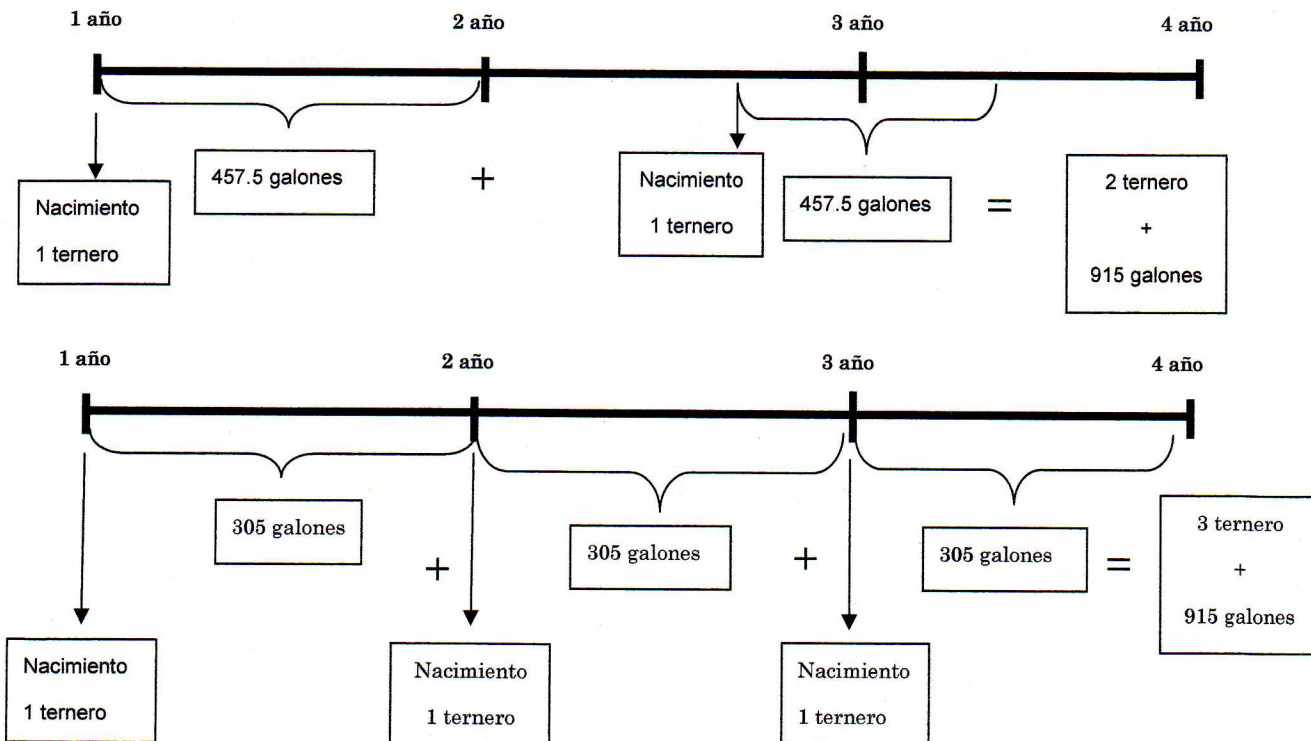 1 año
2 año
3 año
4 año
457.5 galones
+
Nacimiento
1 ternero
Nacimiento
1 ternero
457.5 galones
=
2 ternero
+
915 galones
1 año
2 año
3 año
4 año
305 galones
+
305 galones
+
305 galones
=
3 ternero
+
915 galones
Nacimiento
1 ternero
Nacimiento
1 ternero
Nacimiento
1 ternero